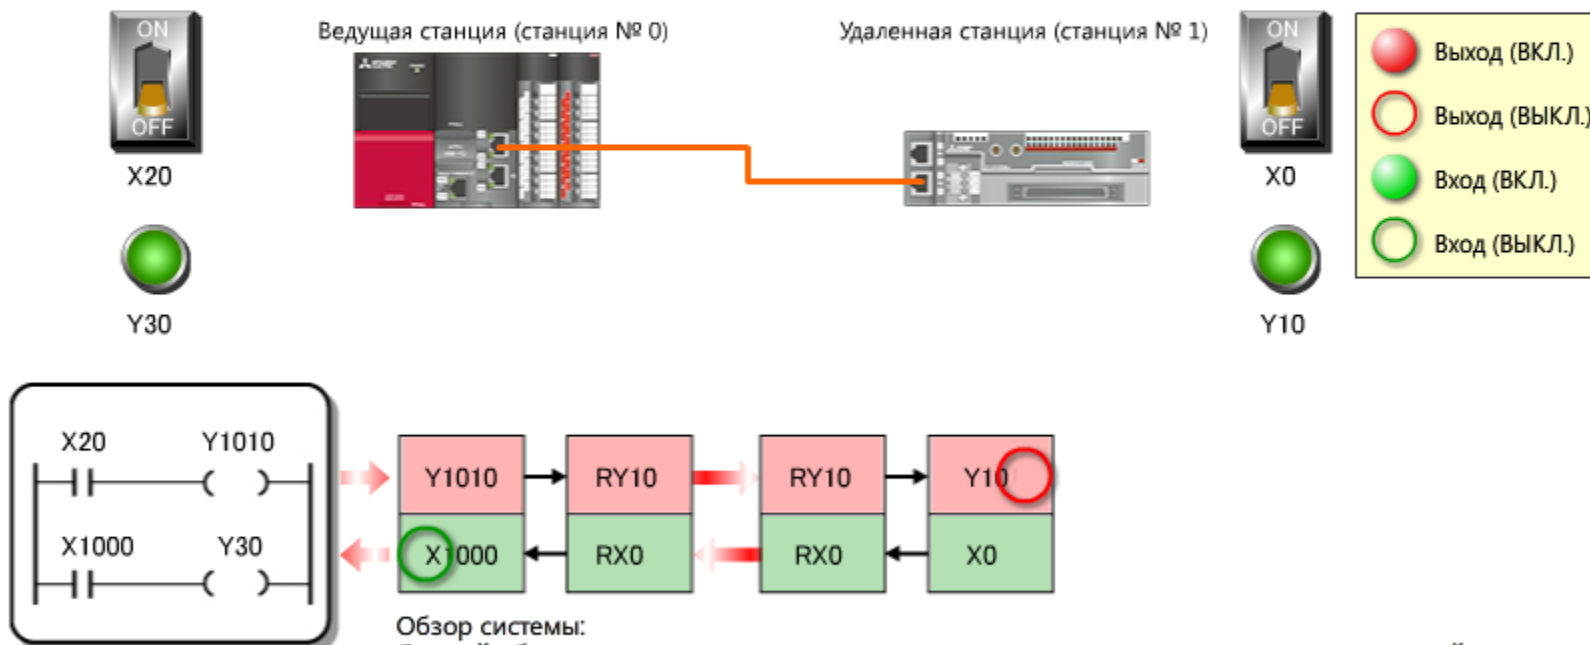 ON
OFF
X20
Y30
Ведущая станция (станция № 0)
Удаленная станция (станция № 1)
ON
OFF
X0
Y10
Выход (ВКЛ.)
Выход (ВЫКЛ.)
Вход (ВКЛ.)
Вход (ВЫКЛ.)
X20 Y1010
X1000 Y30
Y1010 RY10 RY10 Y10
X1000 RX0 RX0 X0
Обзор системы: